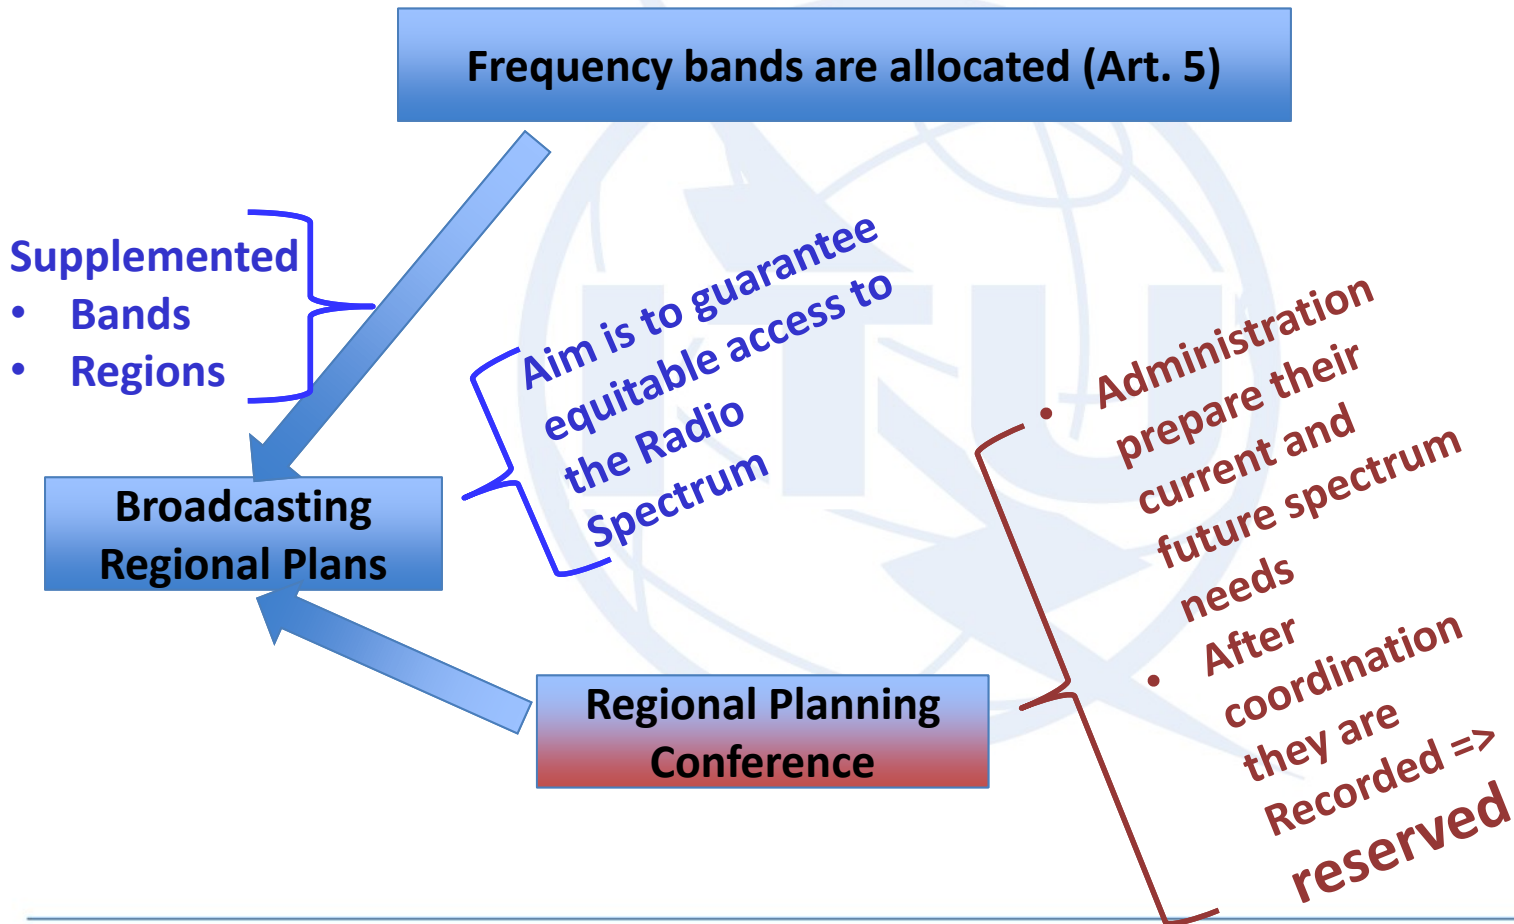 Frequency bands are allocated (Art. 5)
Supplemented
• Bands
• Regions
Aim is to guarantee
equitable access to
the Radio
Spectrum
Broadcasting
Regional Plans
Regional Planning
Conference
• Administration
prepare their
current and
future spectrum
needs
• After
coordination
they are
Recorded =>
reserved
ITU